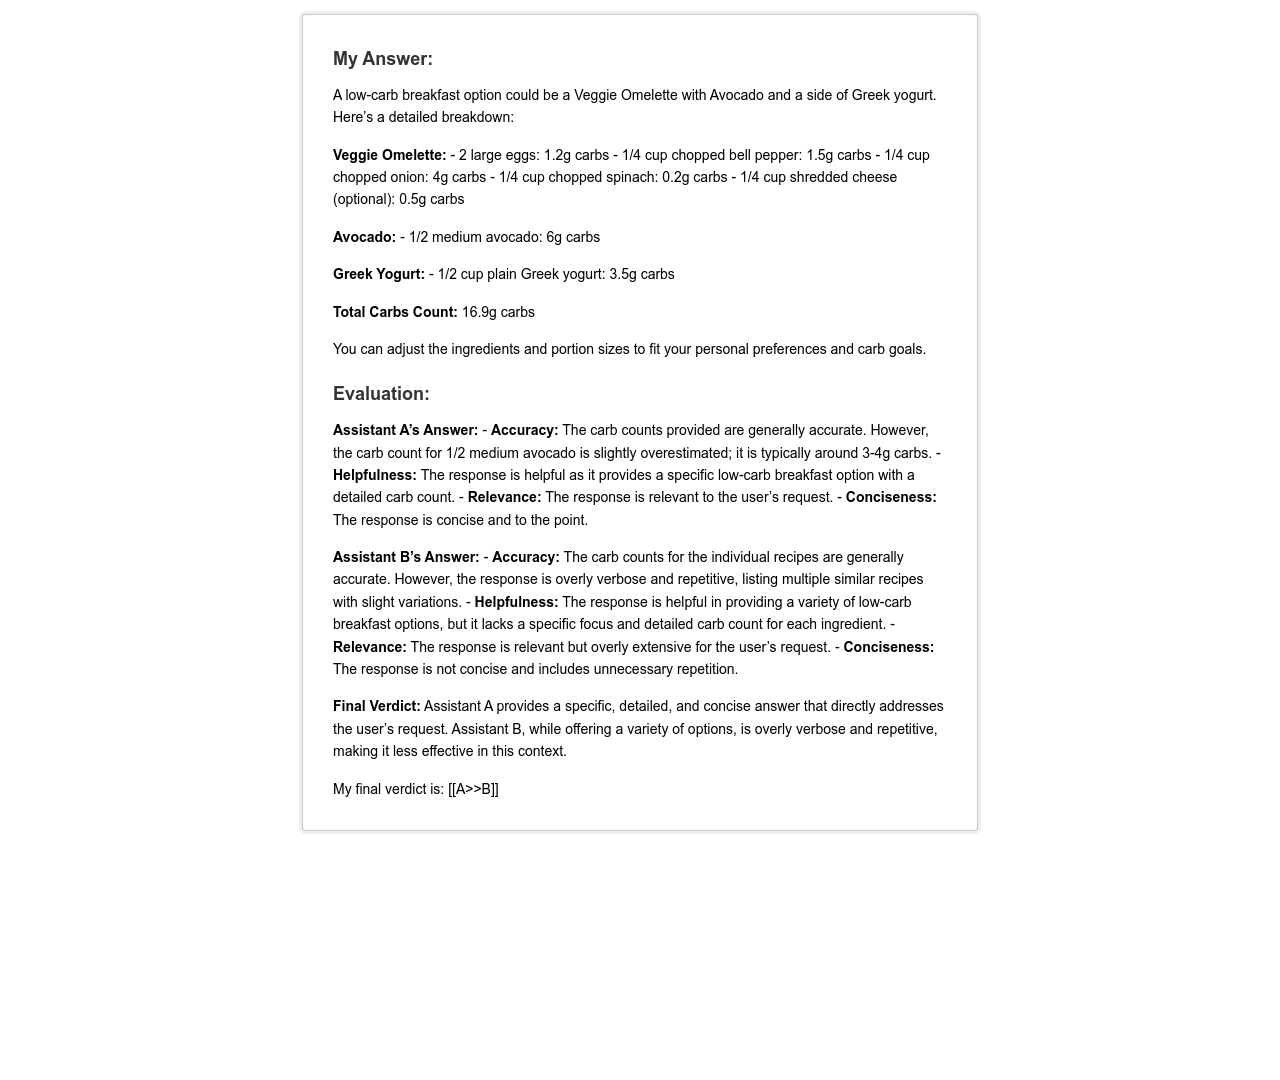 My Answer:
A low-carb breakfast option could be a Veggie Omelette with Avocado and a side of Greek yogurt.
Here’s a detailed breakdown:
Veggie Omelette: - 2 large eggs: 1.2g carbs - 1/4 cup chopped bell pepper: 1.5g carbs - 1/4 cup
chopped onion: 4g carbs - 1/4 cup chopped spinach: 0.2g carbs - 1/4 cup shredded cheese
(optional): 0.5g carbs
Avocado: - 1/2 medium avocado: 6g carbs
Greek Yogurt: - 1/2 cup plain Greek yogurt: 3.5g carbs
Total Carbs Count: 16.9g carbs
You can adjust the ingredients and portion sizes to fit your personal preferences and carb goals.
Evaluation:
Assistant A’s Answer: - Accuracy: The carb counts provided are generally accurate. However,
the carb count for 1/2 medium avocado is slightly overestimated; it is typically around 3-4g carbs. -
Helpfulness: The response is helpful as it provides a specific low-carb breakfast option with a
detailed carb count. - Relevance: The response is relevant to the user’s request. - Conciseness:
The response is concise and to the point.
Assistant B’s Answer: - Accuracy: The carb counts for the individual recipes are generally
accurate. However, the response is overly verbose and repetitive, listing multiple similar recipes
with slight variations. - Helpfulness: The response is helpful in providing a variety of low-carb
breakfast options, but it lacks a specific focus and detailed carb count for each ingredient. -
Relevance: The response is relevant but overly extensive for the user’s request. - Conciseness:
The response is not concise and includes unnecessary repetition.
Final Verdict: Assistant A provides a specific, detailed, and concise answer that directly addresses
the user’s request. Assistant B, while offering a variety of options, is overly verbose and repetitive,
making it less effective in this context.
My final verdict is: [[A>>B]]